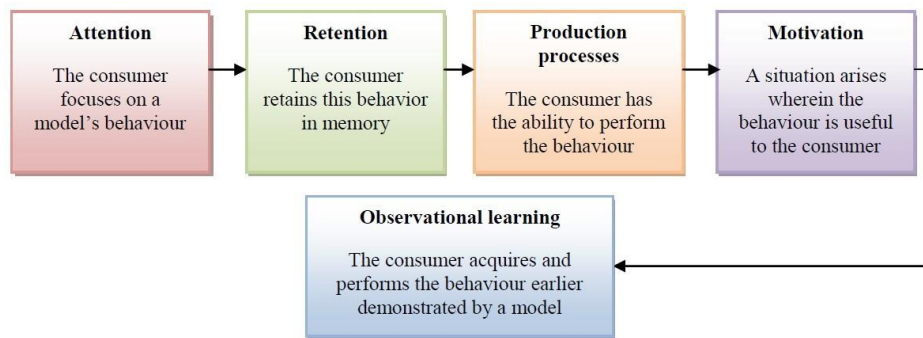 Attention
The consumer
focuses on a
model's behaviour
Retention
The consumer
retains this behavior
in memory
Production
processes
The consumer has
the ability to perform
the behaviour
Motivation
A situation arises
wherein the
behaviour is useful
to the consumer
Observational learning
The consumer acquires and
performs the behaviour earlier
demonstrated by a model